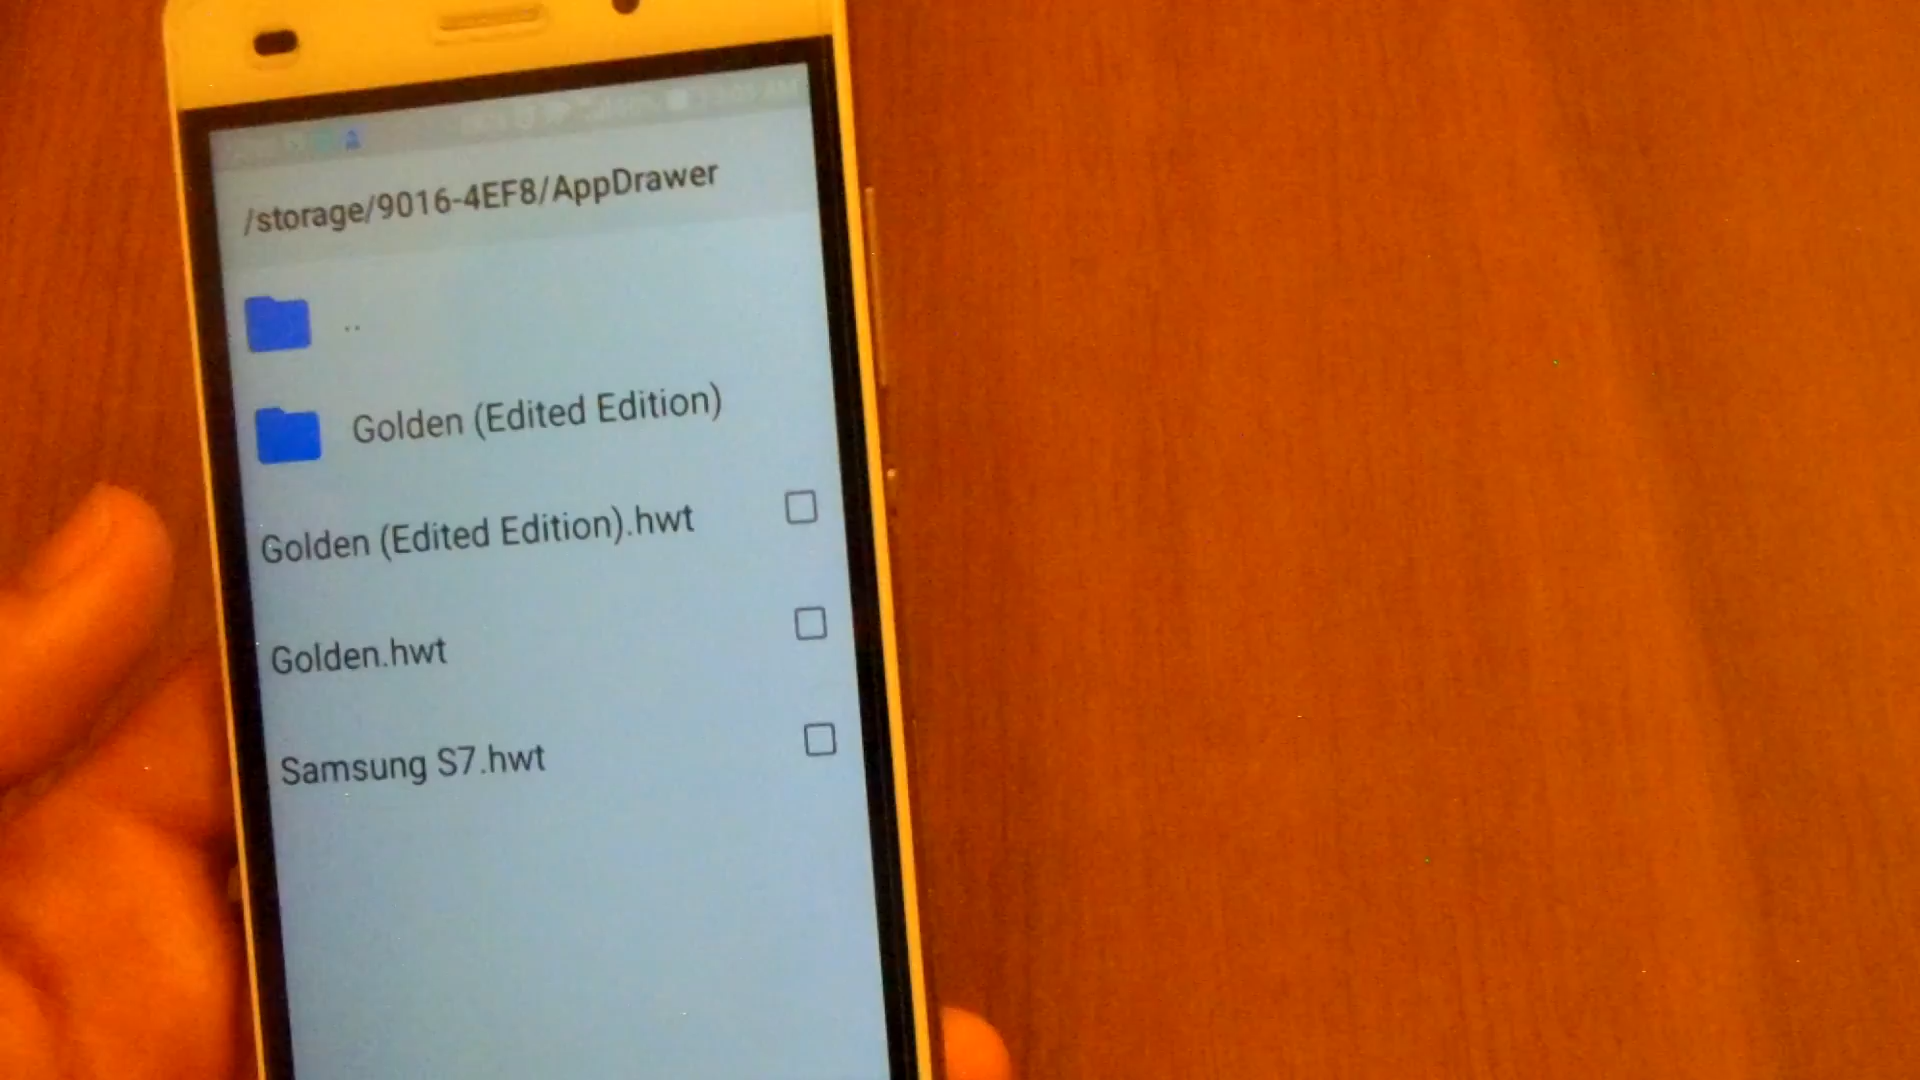 /storage/9016-4EF8/AppDrawer
..
Golden (Edited Edition)
Golden (Edited Edition).hwt
Golden.hwt
Samsung S7.hwt